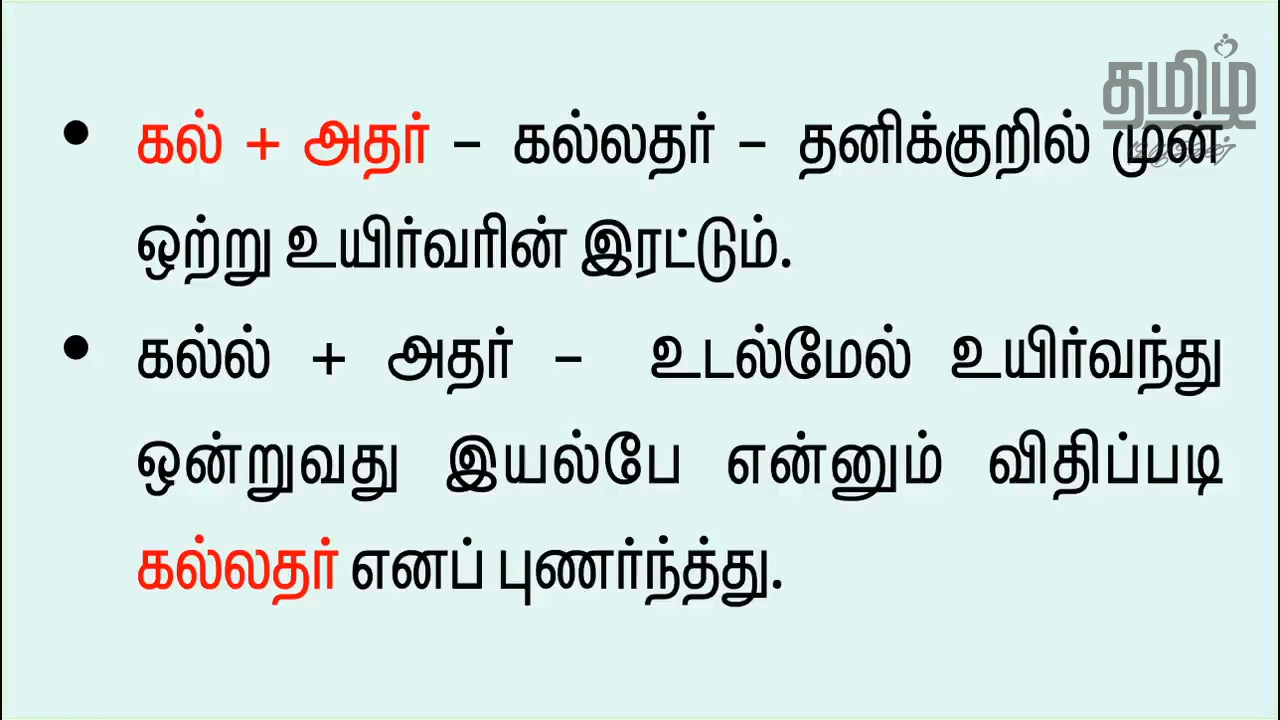 தமிழ்
• கல் + அதர் – கல்லதர் – தனிக்குறில் முன்
ஒற்று உயிர்வரின் இரட்டும்.
• கல்ல் + அதர் – உடல்மேல் உயிர்வந்து
ஒன்றுவது இயல்பே என்னும் விதிப்படி
கல்லதர் எனப் புணர்ந்த்து.